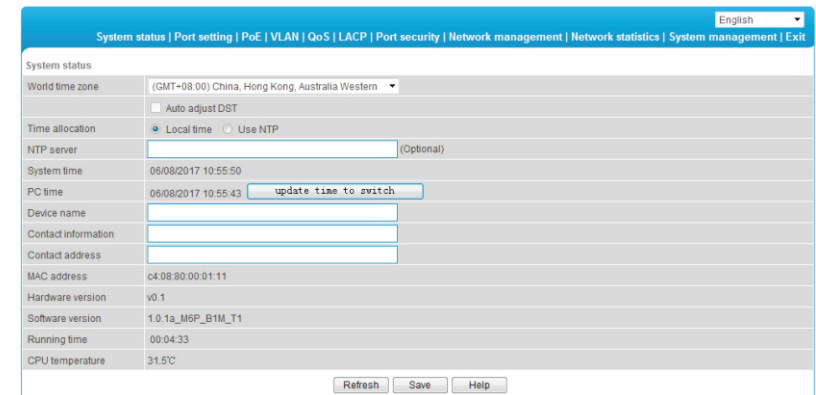 English
System status | Port setting | PoE | VLAN | QoS | LACP | Port security | Network management | Network statistics | System management | Exit
System status
World time zone (GMT+08:00) China, Hong Kong, Australia Western
Auto adjust DST
Time allocation Local time Use NTP
NTP server (Optional)
System time 06/08/2017 10:55:50
PC time 06/08/2017 10:55:43 update time to switch
Device name
Contact information
Contact address
MAC address c4:08:80:00:01:11
Hardware version v0.1
Software version 1.0.1a_M6P_B1M_T1
Running time 00:04:33
CPU temperature 31.5℃
Refresh Save Help